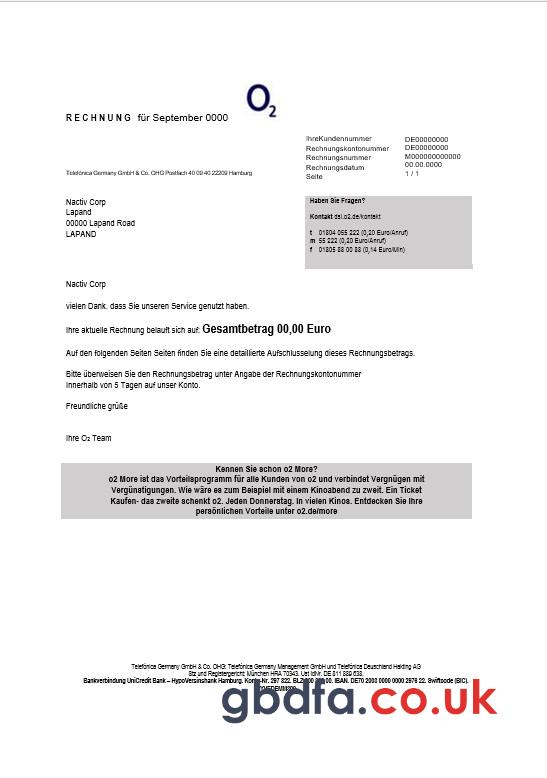 O2
RECHNUNG für September 0000
IhreKundennummer DE00000000
Rechnungskontonummer DE00000000
Rechnungsnummer M000000000000
Rechnungsdatum 00.00.0000
Seite 1 / 1
Telefónica Germany GmbH & Co. OHG Postfach 40 09 40 22209 Hamburg
Nactiv Corp
Lapand
00000 Lapand Road
LAPAND
Haben Sie Fragen?
Kontakt dsl.o2.de/kontakt
t 01804 055 222 (0,20 Euro/Anruf)
m 55 222 (0,20 Euro/Anruf)
f 01805 88 00 88 (0,14 Euro/Min)
Nactiv Corp
vielen Dank. dass Sie unseren Service genutzt haben.
Ihre aktuelle Rechnung belauft sich auf: Gesamtbetrag 00,00 Euro
Auf den folgenden Seiten Seiten finden Sie eine detaillierte Aufschlusselung dieses Rechnungsbetrags.
Bitte überweisen Sie den Rechnungsbetrag unter Angabe der Rechnungskontonummer
Innerhalb von 5 Tagen auf unser Konto.
Freundliche grüße
Ihre O2 Team
Kennen Sie schon o2 More?
o2 More ist das Vorteilsprogramm für alle Kunden von o2 und verbindet Vergnügen mit
Vergünstigungen. Wie wäre es zum Beispiel mit einem Kinoabend zu zweit. Ein Ticket
Kaufen- das zweite schenkt o2. Jeden Donnerstag. In vielen Kinos. Entdecken Sie Ihre
persönlichen Vorteile unter o2.de/more
Telefónica Germany GmbH & Co. OHG: Telefónica Germany Management GmbH und Telefónica Deuschland Holding AG
Stz und Registergericht: München HRA 70343. Ust IdNr. DE 811 889 638.
Bankverbindung UniCredit Bank – HypoVersinshank Hamburg. Konto-Nr. 297 822. BLZ IBAN. DE70 2003 0000 0000 2976 22. Swiftcode (BIC).
gbdfa.co.uk